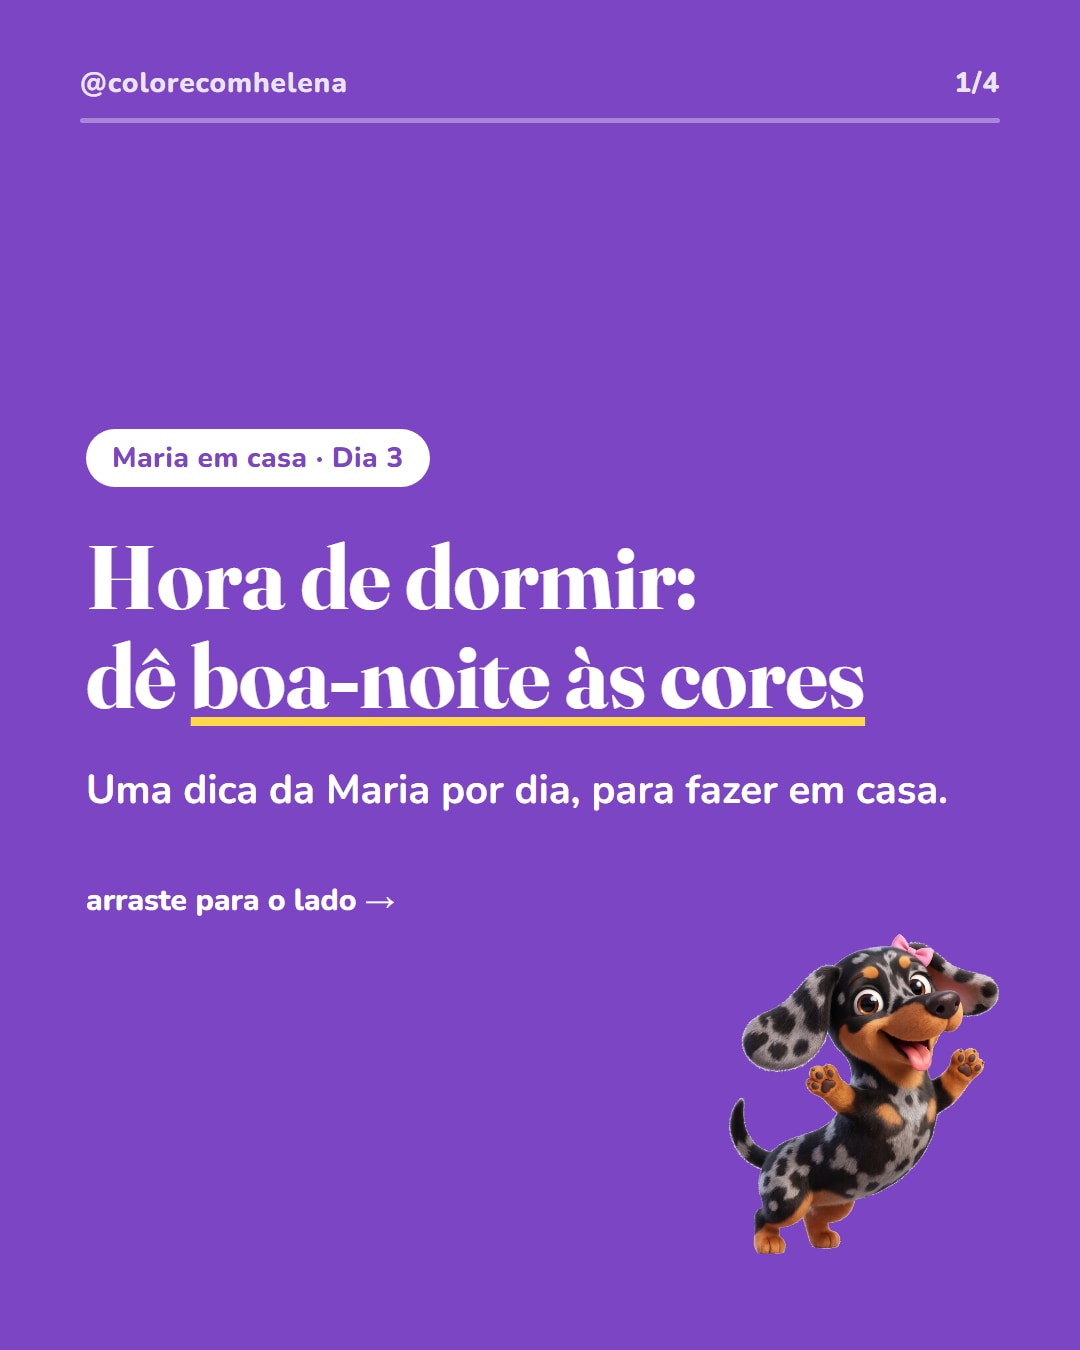 @colorecomhelena
1/4
Maria em casa · Dia 3
Hora de dormir:
dê boa-noite às cores
Uma dica da Maria por dia, para fazer em casa.
arraste para o lado →